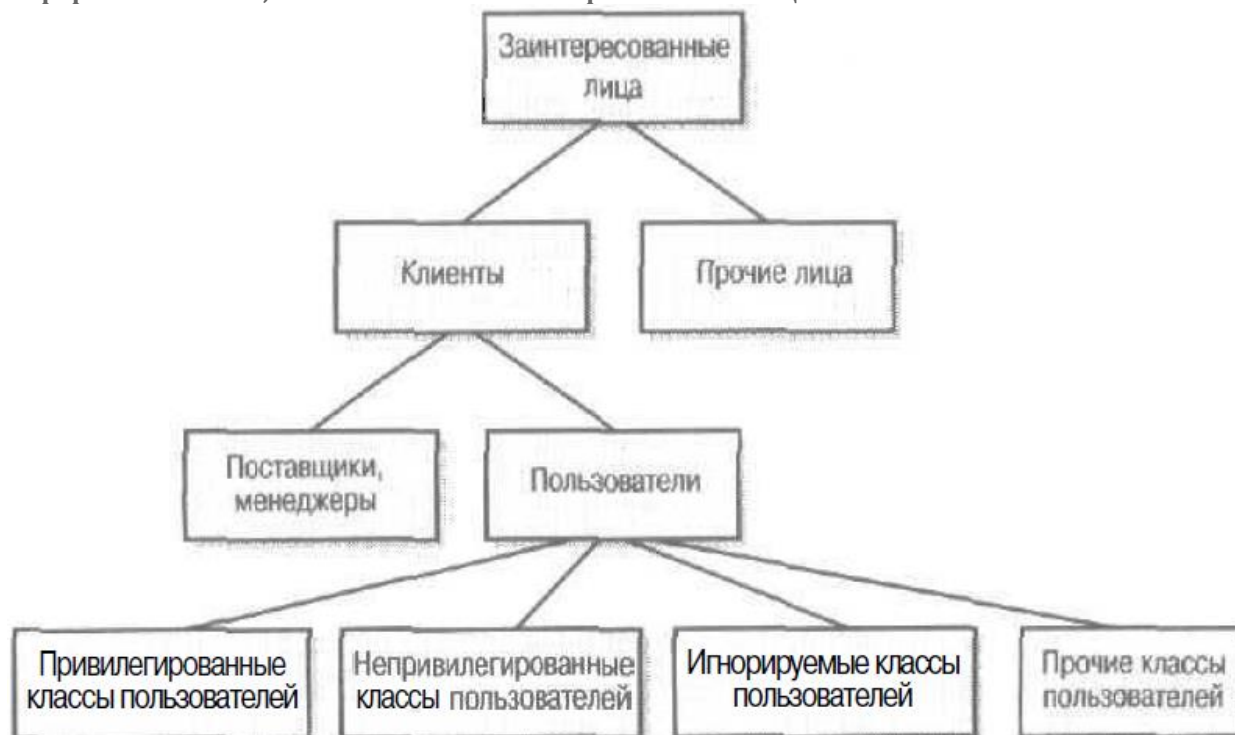 Заинтересованные
лица
Клиенты
Прочие лица
Поставщики,
менеджеры
Пользователи
Привилегированные
классы пользователей
Непривилегированные
классы пользователей
Игнорируемые классы
пользователей
Прочие классы
пользователей